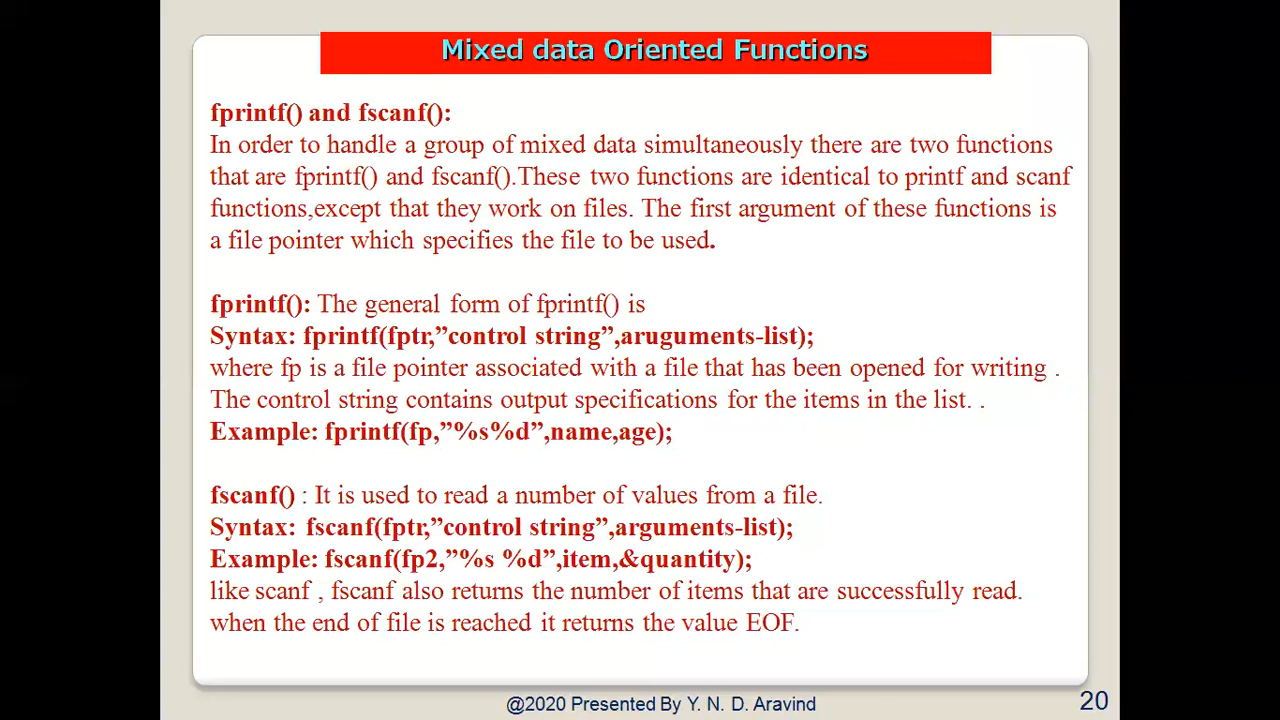 Mixed data Oriented Functions
fprintf() and fscanf():
In order to handle a group of mixed data simultaneously there are two functions
that are fprintf() and fscanf().These two functions are identical to printf and scanf
functions,except that they work on files. The first argument of these functions is
a file pointer which specifies the file to be used.
fprintf(): The general form of fprintf() is
Syntax: fprintf(fptr,”control string”,aruguments-list);
where fp is a file pointer associated with a file that has been opened for writing .
The control string contains output specifications for the items in the list. .
Example: fprintf(fp,”%s%d”,name,age);
fscanf() : It is used to read a number of values from a file.
Syntax: fscanf(fptr,”control string”,arguments-list);
Example: fscanf(fp2,”%s %d”,item,&quantity);
like scanf , fscanf also returns the number of items that are successfully read.
when the end of file is reached it returns the value EOF.
@2020 Presented By Y. N. D. Aravind
20